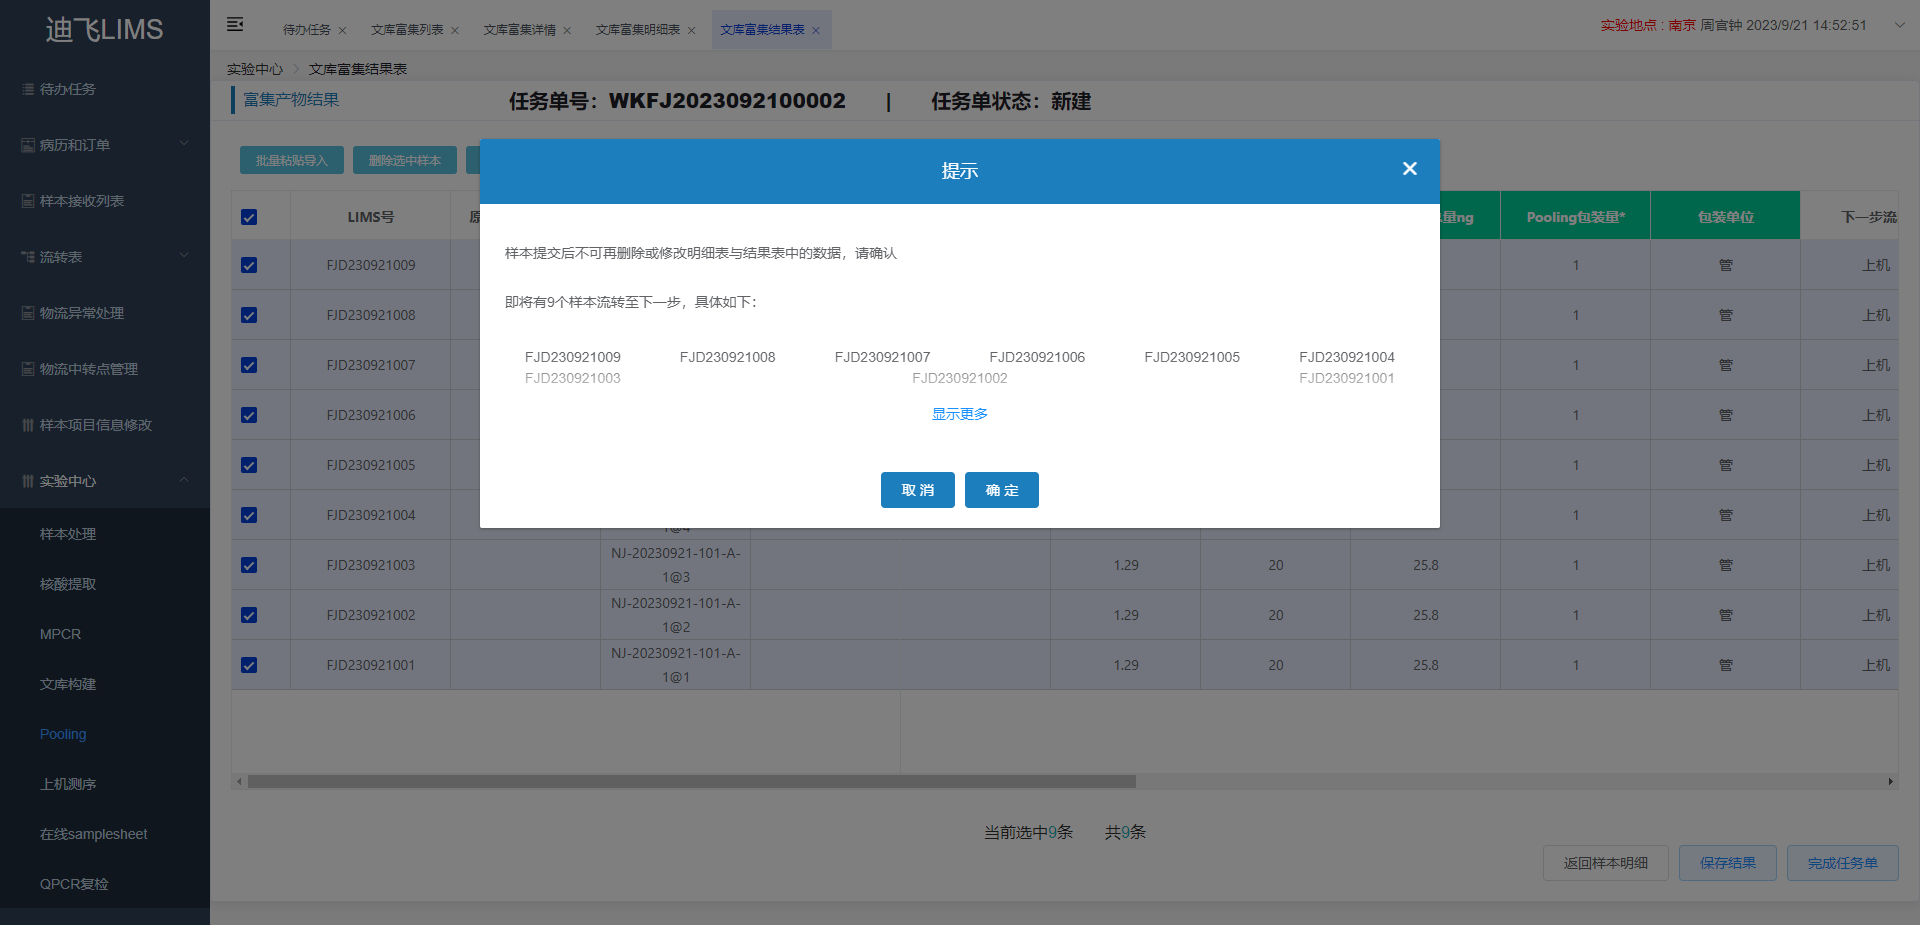 迪飞LIMS
待办任务
病历和订单
样本接收列表
流转表
物流异常处理
物流中转点管理
样本项目信息修改
实验中心
样本处理
核酸提取
MPCR
文库构建
Pooling
上机测序
在线samplesheet
QPCR复检
待办任务 文库富集列表 文库富集详情 文库富集明细表 文库富集结果表
实验地点 : 南京 周官钟 2023/9/21 14:52:51
实验中心 文库富集结果表
富集产物结果 任务单号：WKFJ2023092100002 | 任务单状态：新建
批量粘贴导入 删除选中样本
提示
样本提交后不可再删除或修改明细表与结果表中的数据，请确认
即将有9个样本流转至下一步，具体如下：
FJD230921009 FJD230921008 FJD230921007 FJD230921006 FJD230921005 FJD230921004
FJD230921003 FJD230921002 FJD230921001
显示更多
取 消 确 定
LIMS号 原 量ng Pooling包装量* 包装单位 下一步流
FJD230921009 1 管 上机
FJD230921008 1 管 上机
FJD230921007 1 管 上机
FJD230921006 1 管 上机
FJD230921005 1 管 上机
FJD230921004 1@4 1 管 上机
FJD230921003 NJ-20230921-101-A-1@3 1.29 20 25.8 1 管 上机
FJD230921002 NJ-20230921-101-A-1@2 1.29 20 25.8 1 管 上机
FJD230921001 NJ-20230921-101-A-1@1 1.29 20 25.8 1 管 上机
当前选中9条 共9条
返回样本明细 保存结果 完成任务单